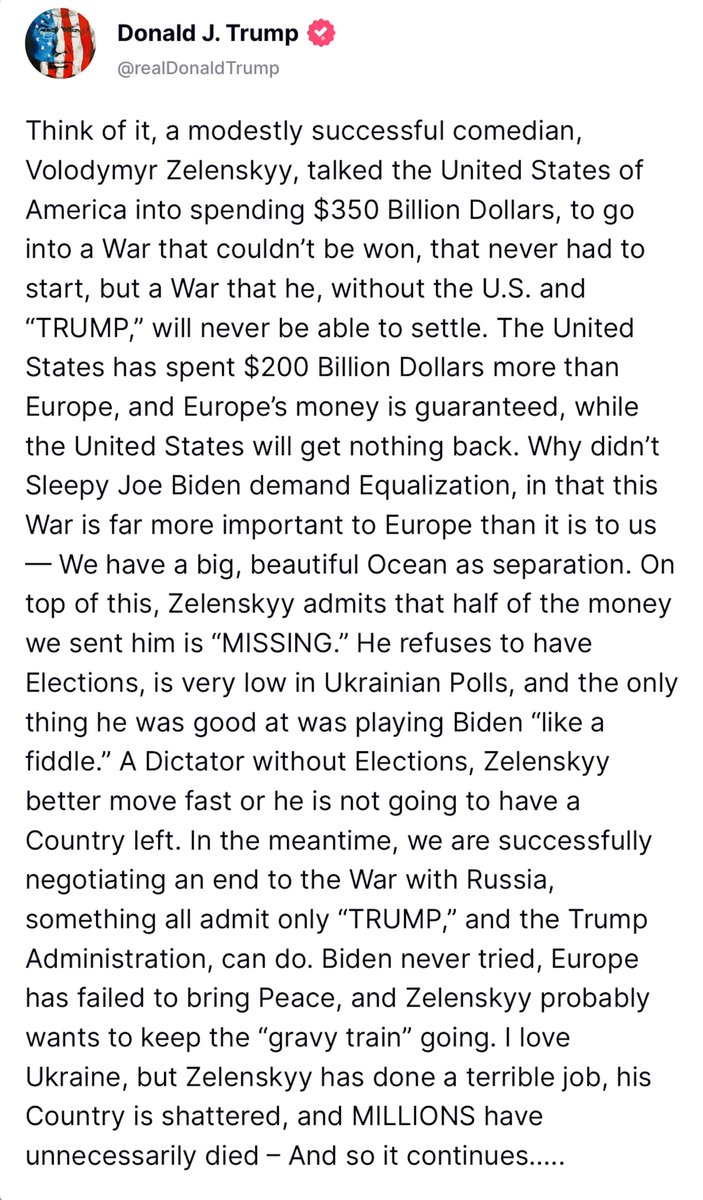 Donald J. Trump
@realDonaldTrump
Think of it, a modestly successful comedian,
Volodymyr Zelenskyy, talked the United States of
America into spending $350 Billion Dollars, to go
into a War that couldn’t be won, that never had to
start, but a War that he, without the U.S. and
“TRUMP,” will never be able to settle. The United
States has spent $200 Billion Dollars more than
Europe, and Europe’s money is guaranteed, while
the United States will get nothing back. Why didn’t
Sleepy Joe Biden demand Equalization, in that this
War is far more important to Europe than it is to us
— We have a big, beautiful Ocean as separation. On
top of this, Zelenskyy admits that half of the money
we sent him is “MISSING.” He refuses to have
Elections, is very low in Ukrainian Polls, and the only
thing he was good at was playing Biden “like a
fiddle.” A Dictator without Elections, Zelenskyy
better move fast or he is not going to have a
Country left. In the meantime, we are successfully
negotiating an end to the War with Russia,
something all admit only “TRUMP,” and the Trump
Administration, can do. Biden never tried, Europe
has failed to bring Peace, and Zelenskyy probably
wants to keep the “gravy train” going. I love
Ukraine, but Zelenskyy has done a terrible job, his
Country is shattered, and MILLIONS have
unnecessarily died – And so it continues…..